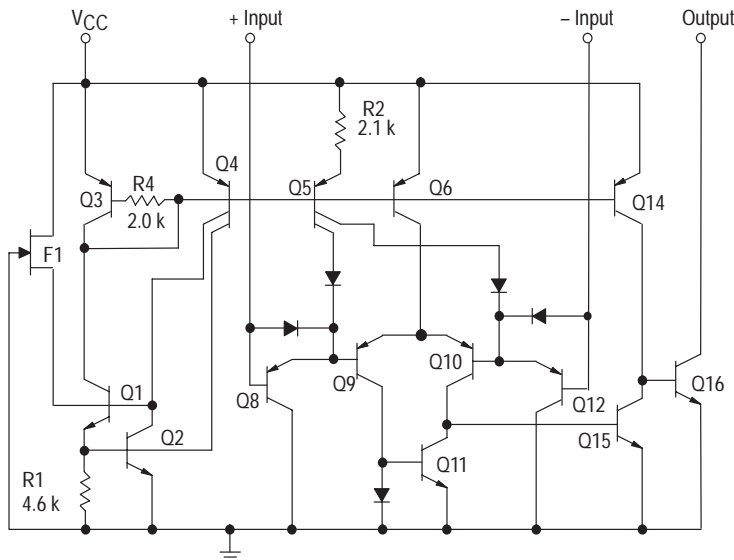 VCC
+ Input
– Input
Output
R2
2.1 k
Q3
R4
2.0 k
Q4
Q5
Q6
Q14
F1
Q1
Q2
Q8
Q9
Q10
Q12
Q16
Q11
Q15
R1
4.6 k